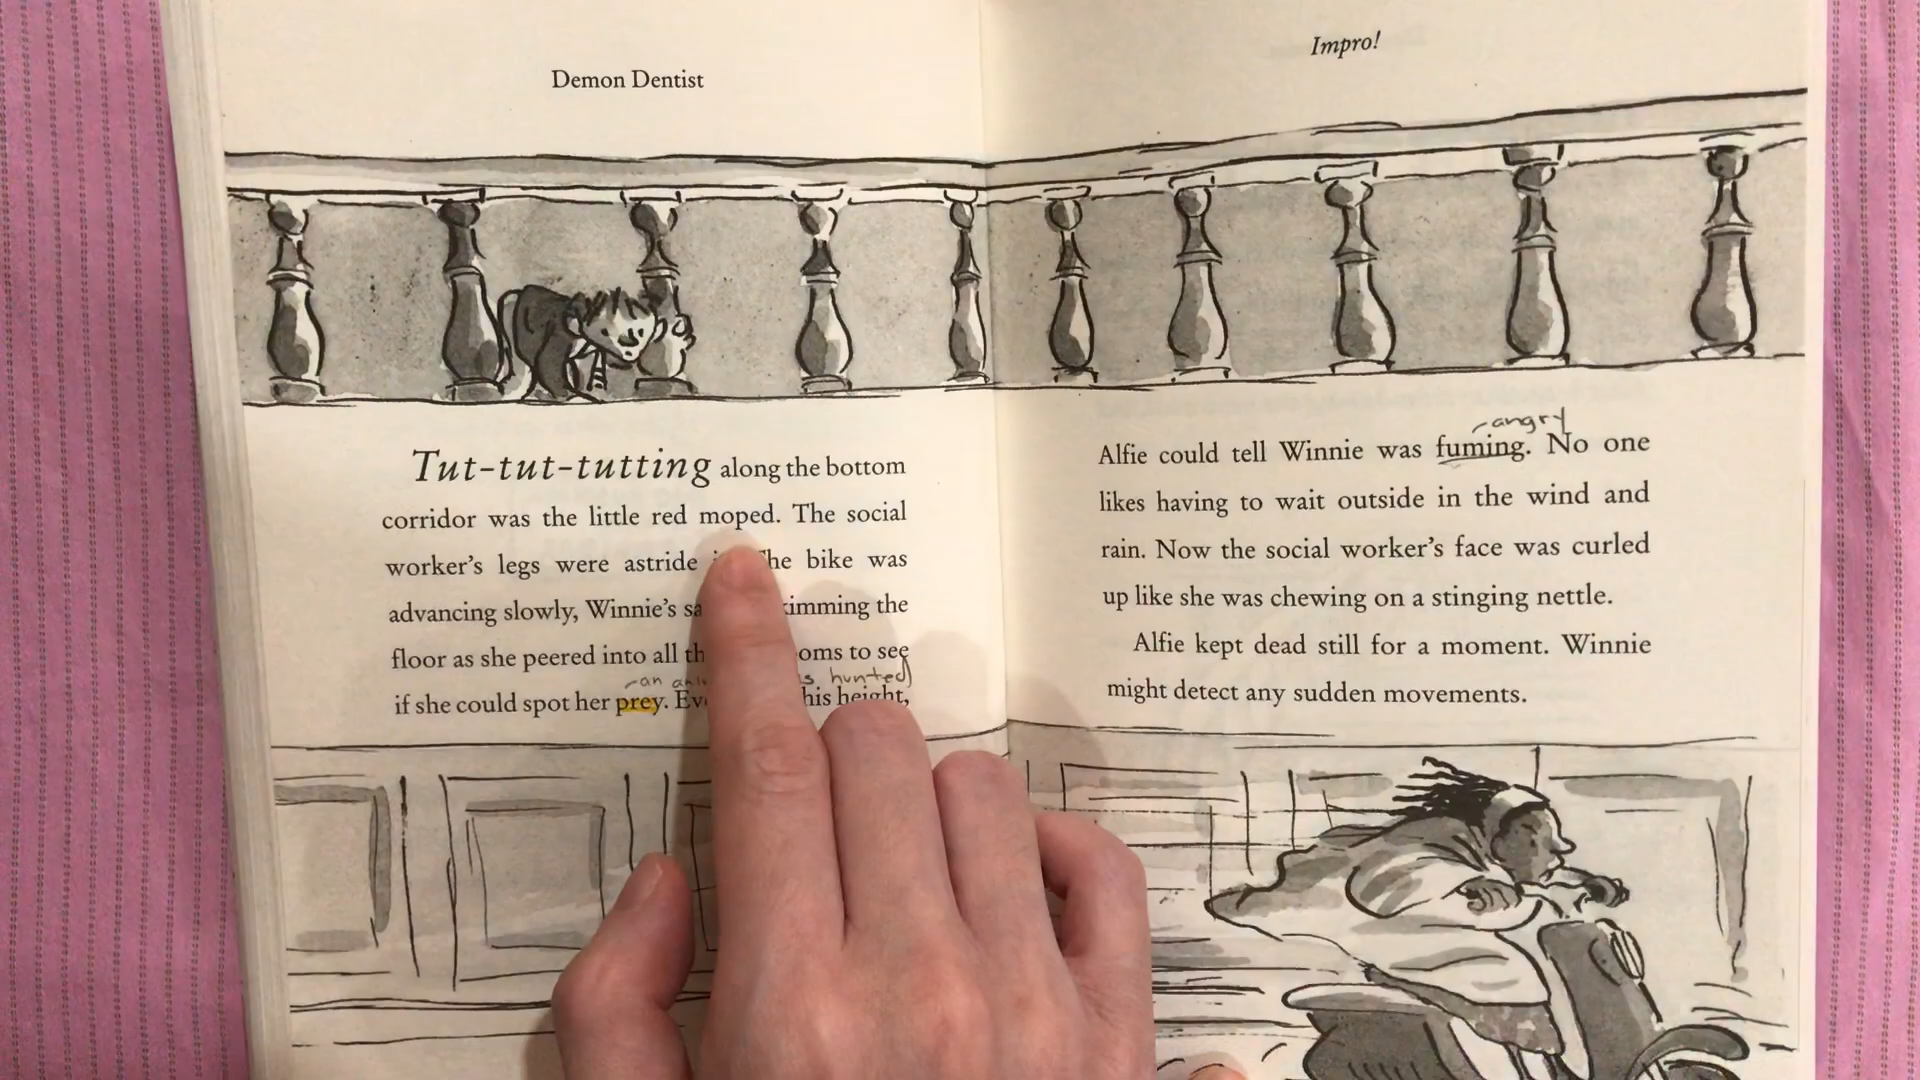 Demon Dentist
Tut-tut-tutting along the bottom
corridor was the little red moped. The social
worker's legs were astride The bike was
advancing slowly, Winnie's the
floor as she peered into all to see
if she could spot her prey. his height,
an hunted
Impro!
angry
Alfie could tell Winnie was fuming. No one
likes having to wait outside in the wind and
rain. Now the social worker's face was curled
up like she was chewing on a stinging nettle.
Alfie kept dead still for a moment. Winnie
might detect any sudden movements.